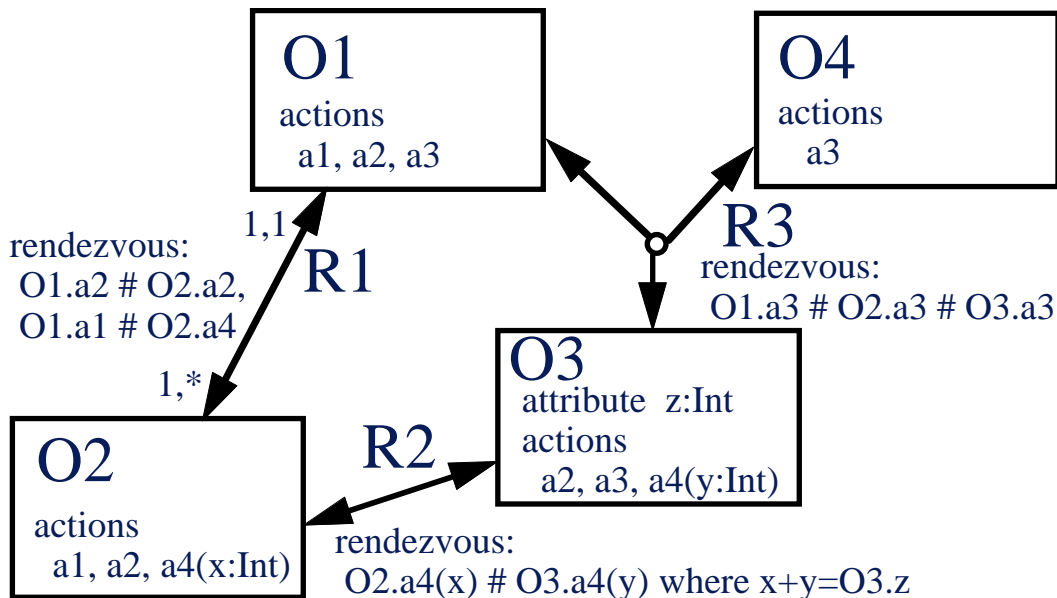 O1
actions
a1, a2, a3
O4
actions
a3
1,1
rendezvous:
O1.a2 # O2.a2,
O1.a1 # O2.a4
R1
1,*
R3
rendezvous:
O1.a3 # O2.a3 # O3.a3
O3
attribute z:Int
actions
a2, a3, a4(y:Int)
O2
actions
a1, a2, a4(x:Int)
R2
rendezvous:
O2.a4(x) # O3.a4(y) where x+y=O3.z